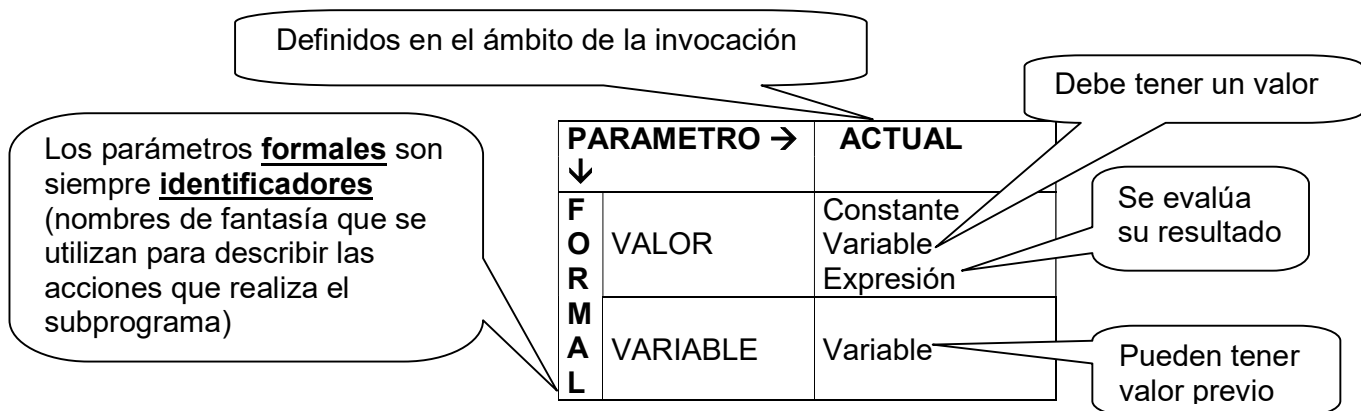 Definidos en el ámbito de la invocación
Debe tener un valor
Los parámetros formales son
siempre identificadores
(nombres de fantasía que se
utilizan para describir las
acciones que realiza el
subprograma)
PARAMETRO → ACTUAL
↓
FORMAL
VALOR
Constante
Variable
Expresión
VARIABLE
Variable
Se evalúa
su resultado
Pueden tener
valor previo